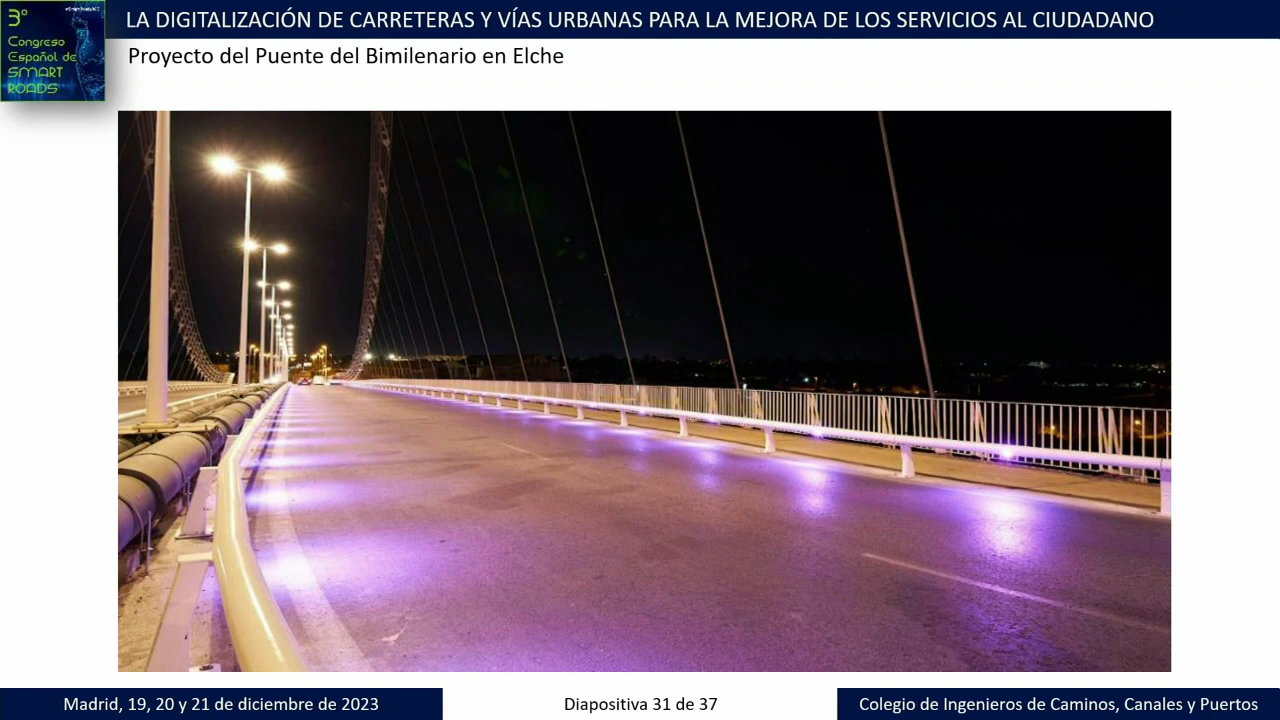 LA DIGITALIZACIÓN DE CARRETERAS Y VÍAS URBANAS PARA LA MEJORA DE LOS SERVICIOS AL CIUDADANO
3º
Congreso
Español de
SMART
ROADS
Proyecto del Puente del Bimilenario en Elche
Madrid, 19, 20 y 21 de diciembre de 2023
Diapositiva 31 de 37
Colegio de Ingenieros de Caminos, Canales y Puertos